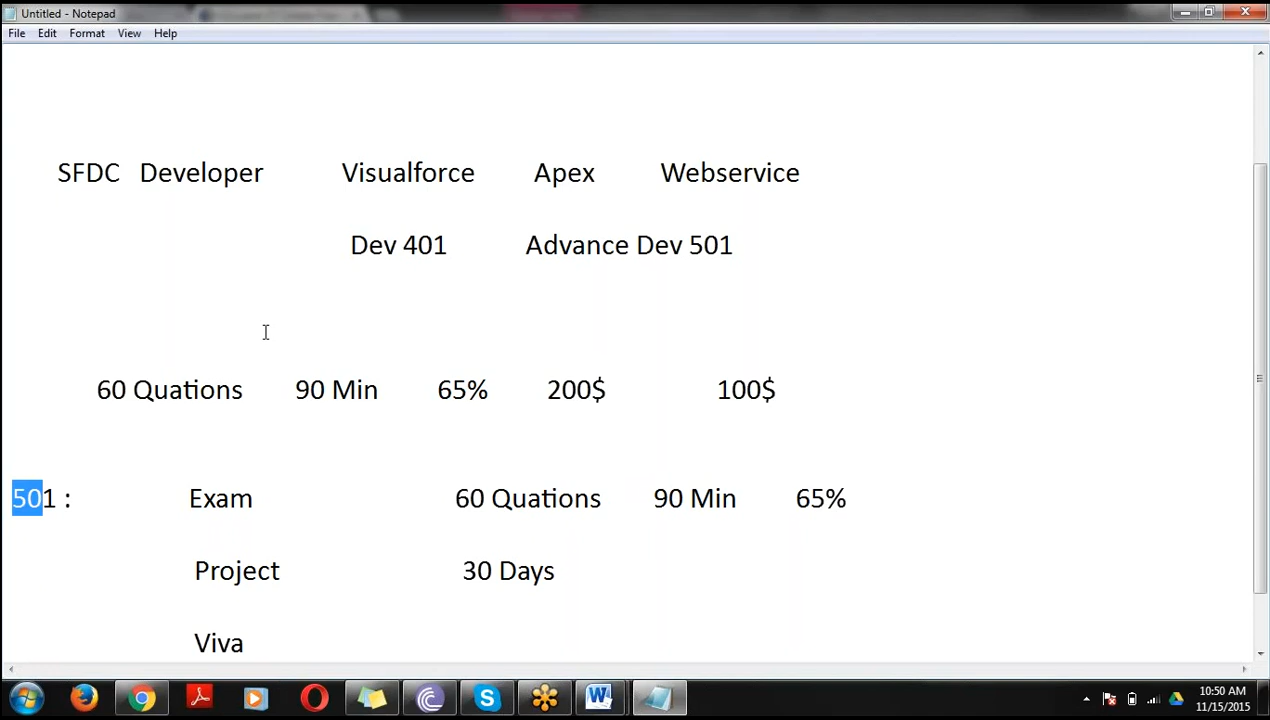 Untitled - Notepad
File Edit Format View Help
SFDC Developer Visualforce Apex Webservice
Dev 401 Advance Dev 501
60 Quations 90 Min 65% 200$ 100$
501 : Exam 60 Quations 90 Min 65%
Project 30 Days
Viva
10:50 AM
11/15/2015